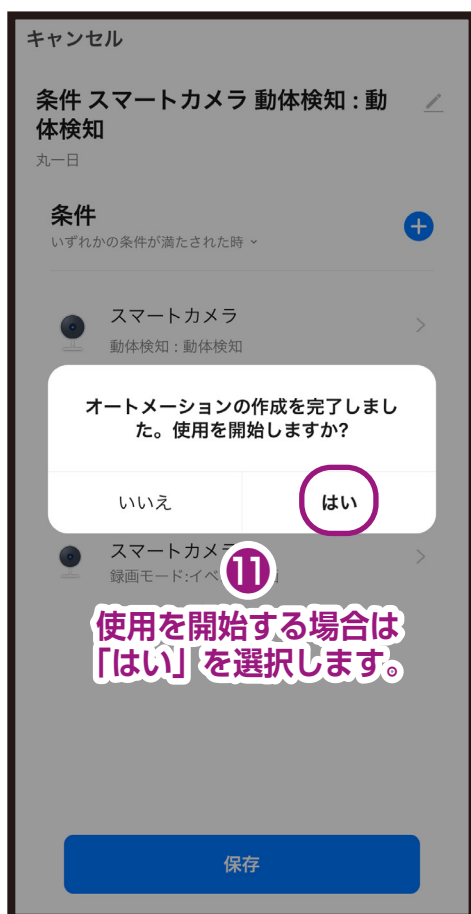 キャンセル
条件 スマートカメラ 動体検知 : 動
体検知
丸一日
条件
いずれかの条件が満たされた時
スマートカメラ
動体検知 : 動体検知
オートメーションの作成を完了しまし
た。使用を開始しますか?
いいえ
はい
スマートカメラ
録画モード:イベ
⓫
使用を開始する場合は
「はい」を選択します。
保存